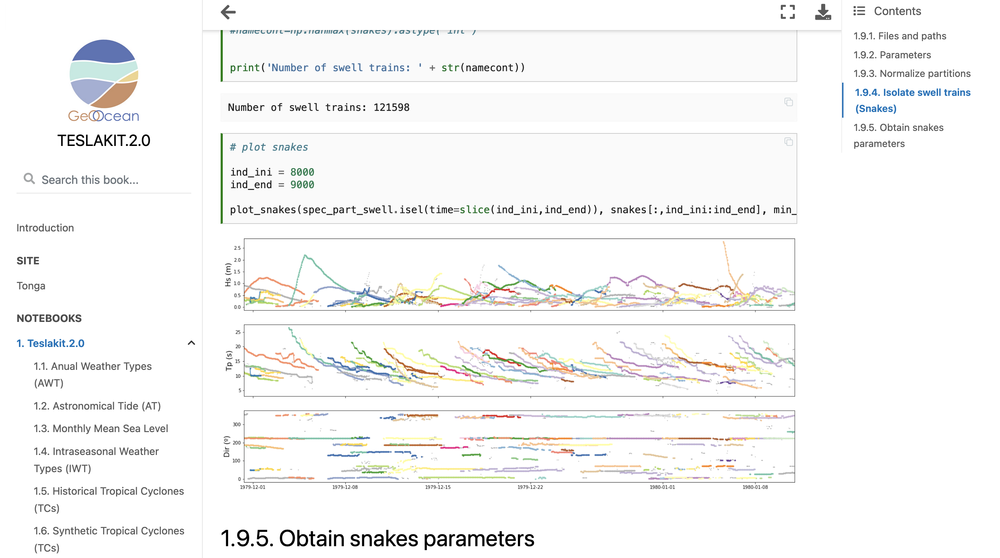 GeoOcean
TESLAKIT.2.0
Search this book...
Introduction
SITE
Tonga
NOTEBOOKS
1. Teslakit.2.0
1.1. Anual Weather Types
(AWT)
1.2. Astronomical Tide (AT)
1.3. Monthly Mean Sea Level
1.4. Intraseasonal Weather
Types (IWT)
1.5. Historical Tropical Cyclones
(TCs)
1.6. Synthetic Tropical Cyclones
(TCs)
#namecont=np.nanmax(snakes).astype('int')
print('Number of swell trains: ' + str(namecont))
Number of swell trains: 121598
# plot snakes
ind_ini = 8000
ind_end = 9000
plot_snakes(spec_part_swell.isel(time=slice(ind_ini,ind_end)), snakes[:,ind_ini:ind_end], min_
Hs (m)
2.5
2.0
1.5
1.0
0.5
0.0
Tp (s)
25
20
15
10
5
Dir (º)
300
200
100
0
1979-12-01
1979-12-08
1979-12-15
1979-12-22
1980-01-01
1980-01-08
1.9.5. Obtain snakes parameters
Contents
1.9.1. Files and paths
1.9.2. Parameters
1.9.3. Normalize partitions
1.9.4. Isolate swell trains
(Snakes)
1.9.5. Obtain snakes
parameters